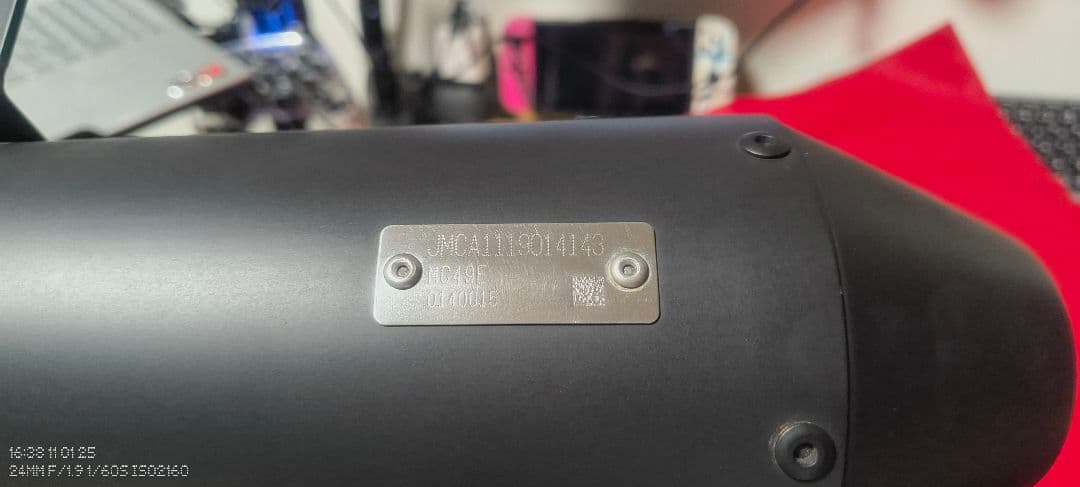 JMCA1119014143
MC49E
0140015
16:38 11 01 25
24MM F/1.9 1/60S ISO2160